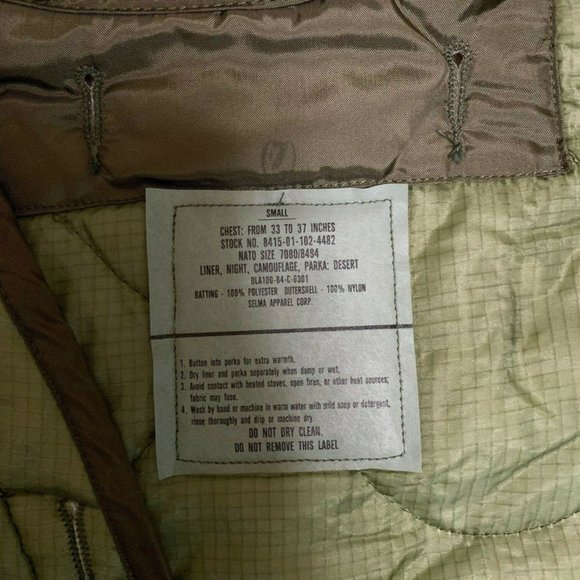 7
SMALL
CHEST: FROM 33 TO 37 INCHES
STOCK NO. 8415-01-102-4482
NATO SIZE 7080/8494
LINER, NIGHT, CAMOUFLAGE, PARKA: DESERT
DLA100-84-C-0301
BATTING - 100% POLYESTER OUTERSHELL - 100% NYLON
SELMA APPAREL CORP.
1. Button into parka for extra warmth.
2. Dry liner and parka separately when damp or wet.
3. Avoid contact with heated stoves, open fires, or other heat sources;
fabric may fuse.
4. Wash by hand or machine in warm water with mild soap or detergent,
rinse thoroughly and drip or machine dry.
DO NOT DRY CLEAN.
DO NOT REMOVE THIS LABEL